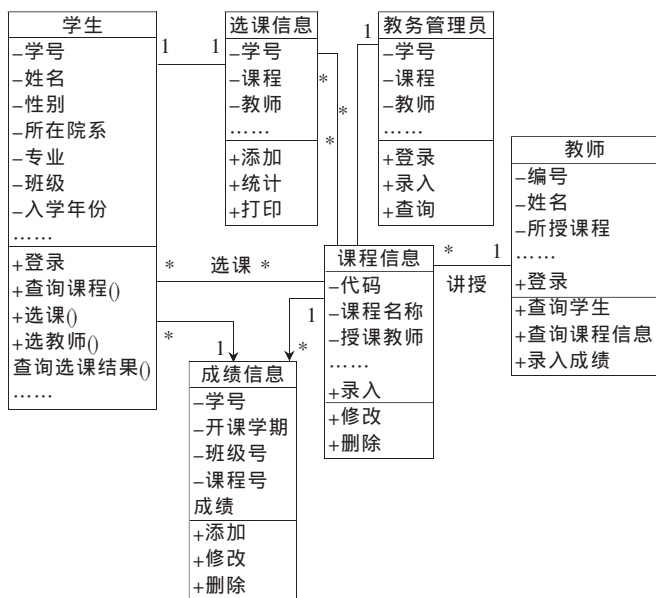 学生
–学号
–姓名
–性别
–所在院系
–专业
–班级
–入学年份
……
+登录
+查询课程()
+选课()
+选教师()
查询选课结果()
……
1
1
选课信息
–学号
–课程
–教师
……
+添加
+统计
+打印
*
*
*
1
教务管理员
–学号
–课程
–教师
……
+登录
+录入
+查询
教师
–编号
–姓名
–所授课程
……
+登录
+查询学生
+查询课程信息
+录入成绩
* 选课 *
课程信息
–代码
–课程名称
–授课教师
……
+录入
+修改
+删除
* 1
讲授
*
1
1
*
成绩信息
–学号
–开课学期
–班级号
–课程号
成绩
+添加
+修改
+删除